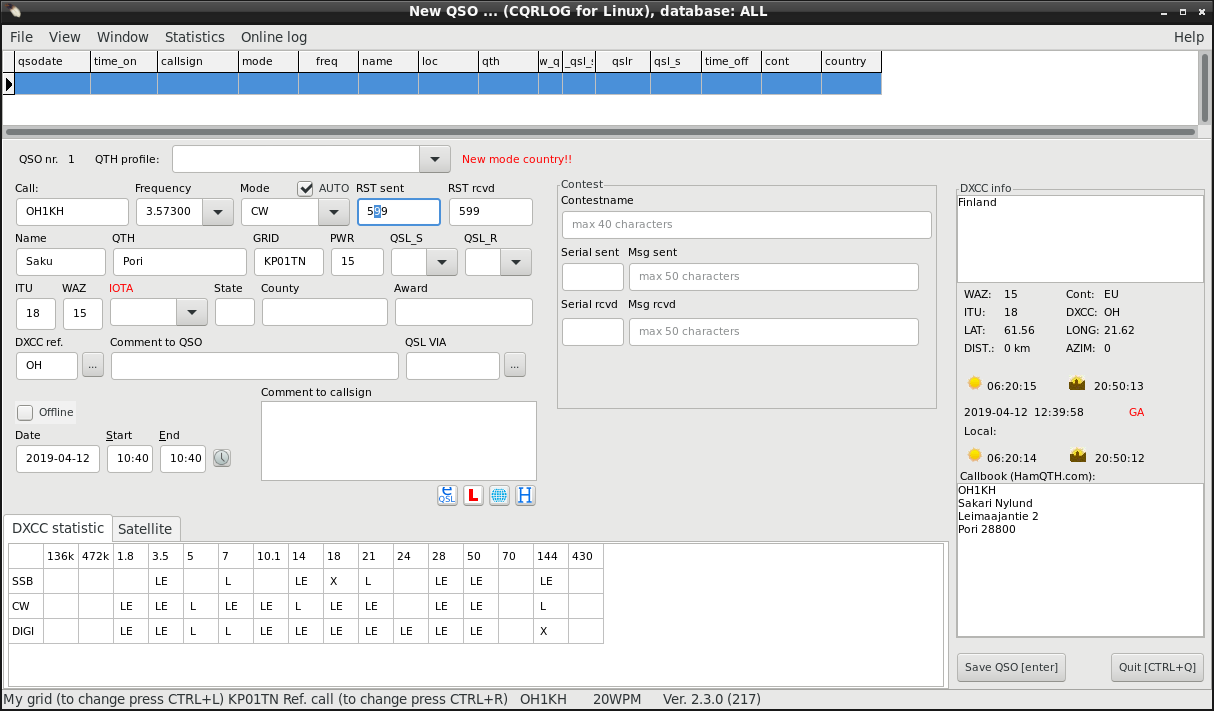 New QSO ... (CQRLOG for Linux), database: ALL
File View Window Statistics Online log Help
qsodate time_on callsign mode freq name loc qth w_q _qsl_s qslr qsl_s time_off cont country
QSO nr. 1 QTH profile: New mode country!!
Call: Frequency Mode AUTO RST sent RST rcvd
OH1KH 3.57300 CW 599 599
Name QTH GRID PWR QSL_S QSL_R
Saku Pori KP01TN 15
ITU WAZ IOTA State County Award
18 15
DXCC ref. Comment to QSO QSL VIA
OH ... ...
Comment to callsign
Offline
Date Start End
2019-04-12 10:40 10:40
QSL L H
Contest
Contestname
max 40 characters
Serial sent Msg sent
max 50 characters
Serial rcvd Msg rcvd
max 50 characters
DXCC info
Finland
WAZ: 15 Cont: EU
ITU: 18 DXCC: OH
LAT: 61.56 LONG: 21.62
DIST.: 0 km AZIM: 0
06:20:15 20:50:13
2019-04-12 12:39:58 GA
Local:
06:20:14 20:50:12
Callbook (HamQTH.com):
OH1KH
Sakari Nylund
Leimaajantie 2
Pori 28800
DXCC statistic Satellite
136k 472k 1.8 3.5 5 7 10.1 14 18 21 24 28 50 70 144 430
SSB LE L LE X L LE LE LE
CW LE LE L LE LE L LE LE LE LE L
DIGI LE LE L L LE LE LE LE LE LE LE X
Save QSO [enter] Quit [CTRL+Q]
My grid (to change press CTRL+L) KP01TN Ref. call (to change press CTRL+R) OH1KH 20WPM Ver. 2.3.0 (217)